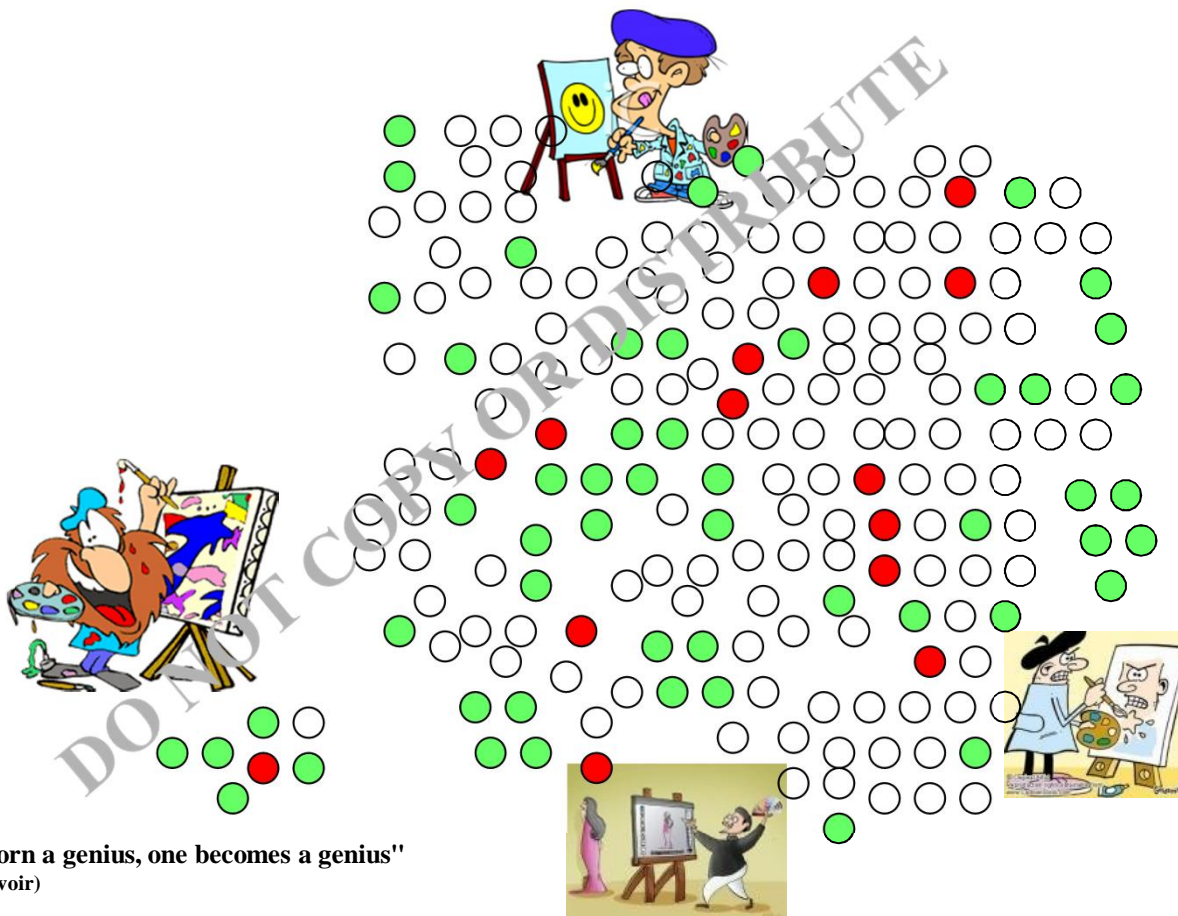 DO NOT COPY OR DISTRIBUTE
orn a genius, one becomes a genius"
voir)